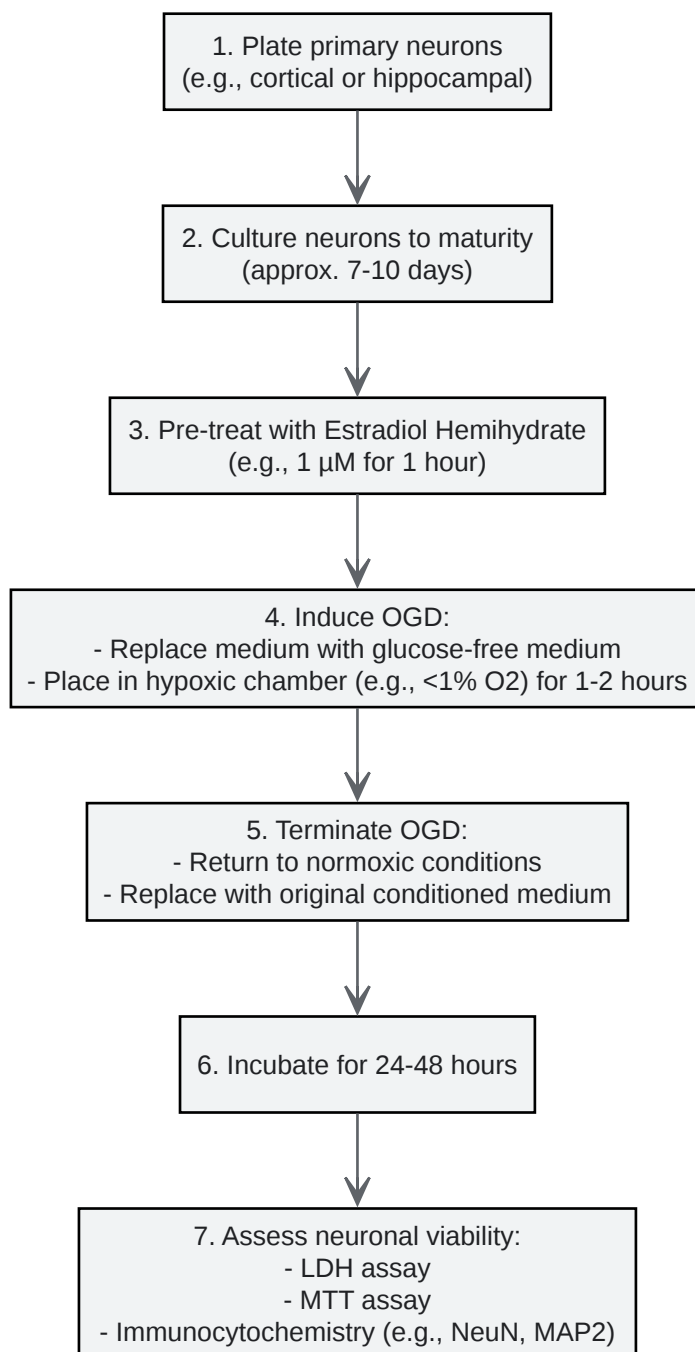 1. Plate primary neurons
(e.g., cortical or hippocampal)
2. Culture neurons to maturity
(approx. 7-10 days)
3. Pre-treat with Estradiol Hemihydrate
(e.g., 1 µM for 1 hour)
4. Induce OGD:
- Replace medium with glucose-free medium
- Place in hypoxic chamber (e.g., <1% O2) for 1-2 hours
5. Terminate OGD:
- Return to normoxic conditions
- Replace with original conditioned medium
6. Incubate for 24-48 hours
7. Assess neuronal viability:
- LDH assay
- MTT assay
- Immunocytochemistry (e.g., NeuN, MAP2)